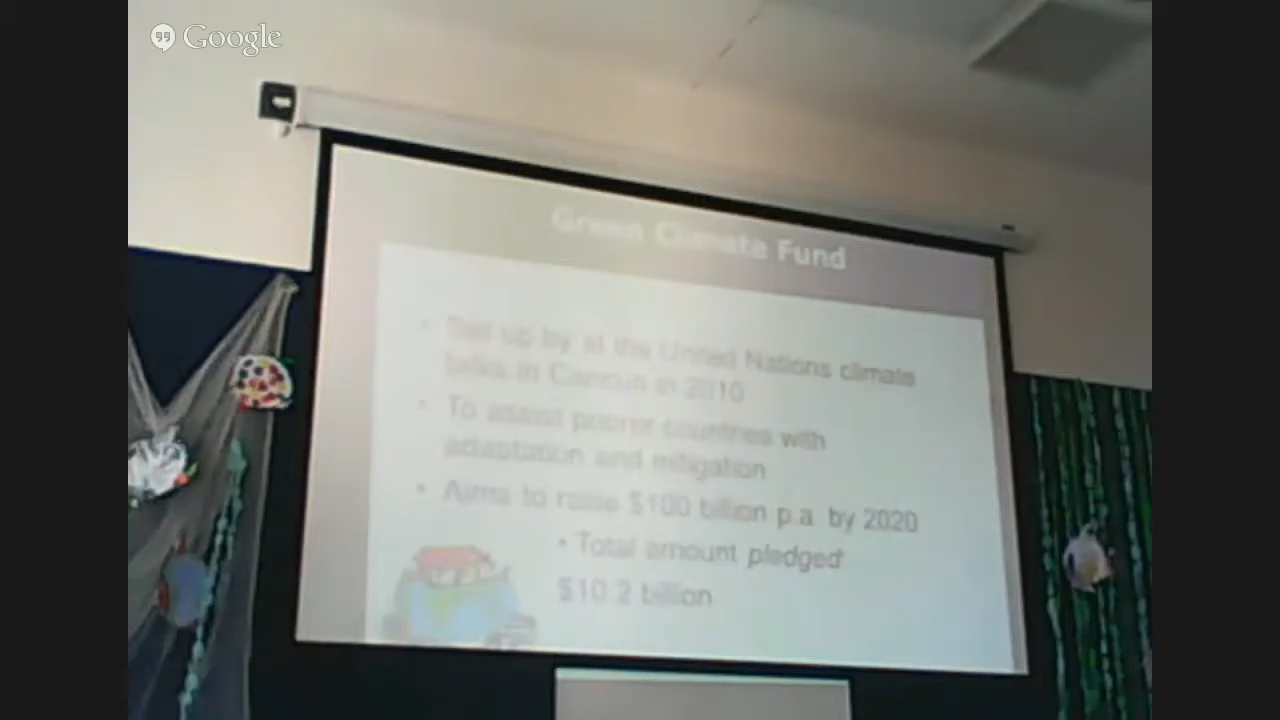 Google
Green Climate Fund
• Set up by at the United Nations climate
talks in Cancun in 2010
• To assist poorer countries with
adaptation and mitigation
• Aims to raise $100 billion p.a by 2020
• Total amount pledged
$10.2 billion